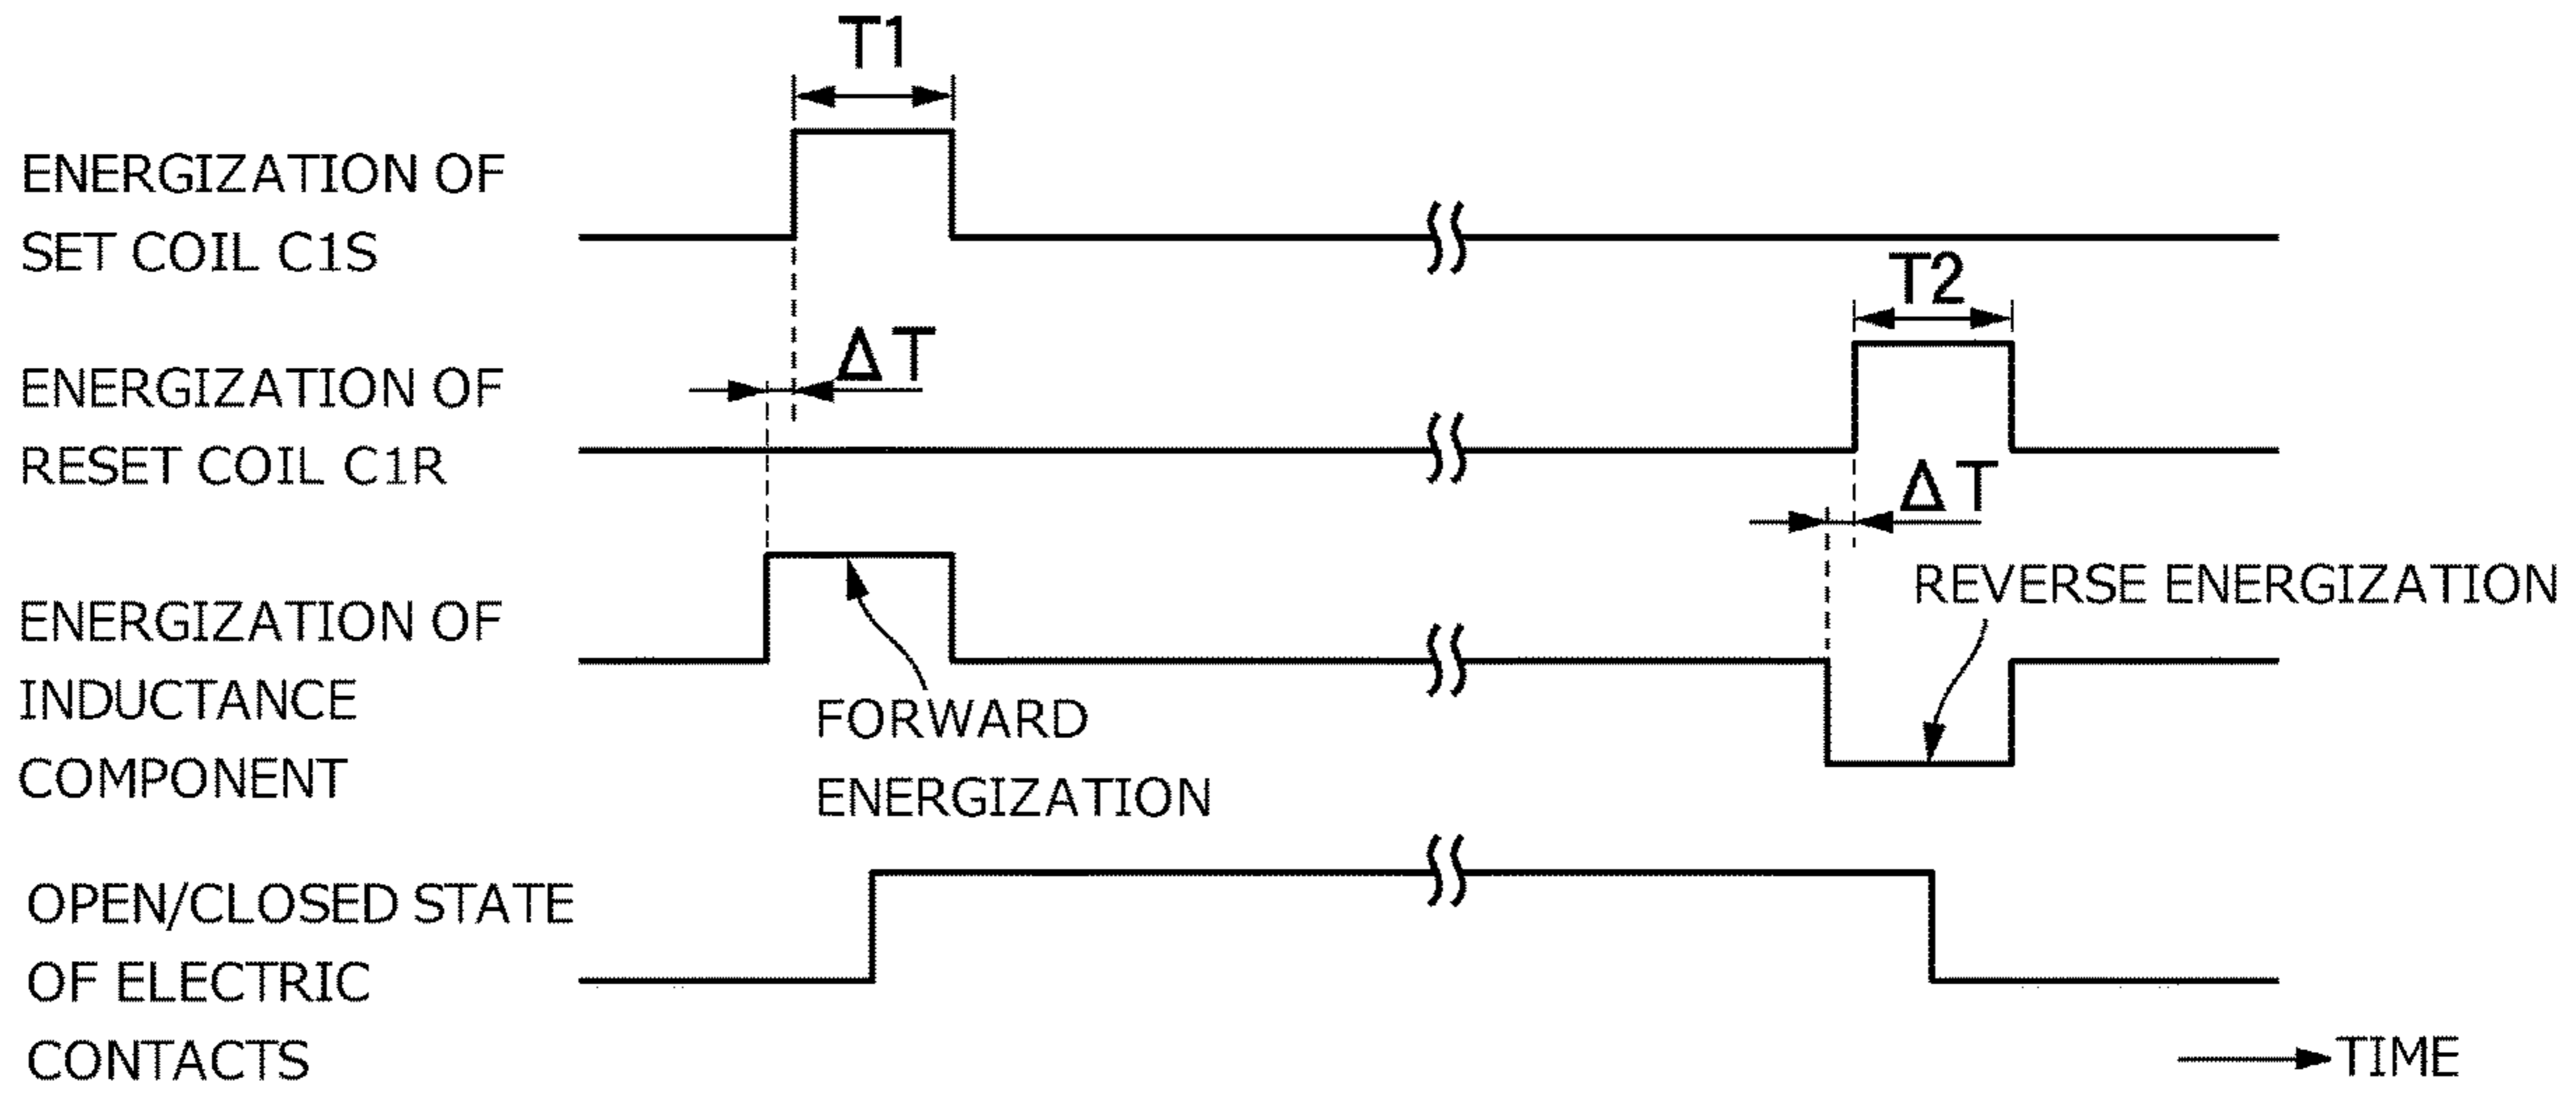 T1
ENERGIZATION OF
SET COIL C1S
T2
ΔT
ENERGIZATION OF
RESET COIL C1R
ΔT
REVERSE ENERGIZATION
ENERGIZATION OF
INDUCTANCE
COMPONENT
FORWARD
ENERGIZATION
OPEN/CLOSED STATE
OF ELECTRIC
CONTACTS
TIME